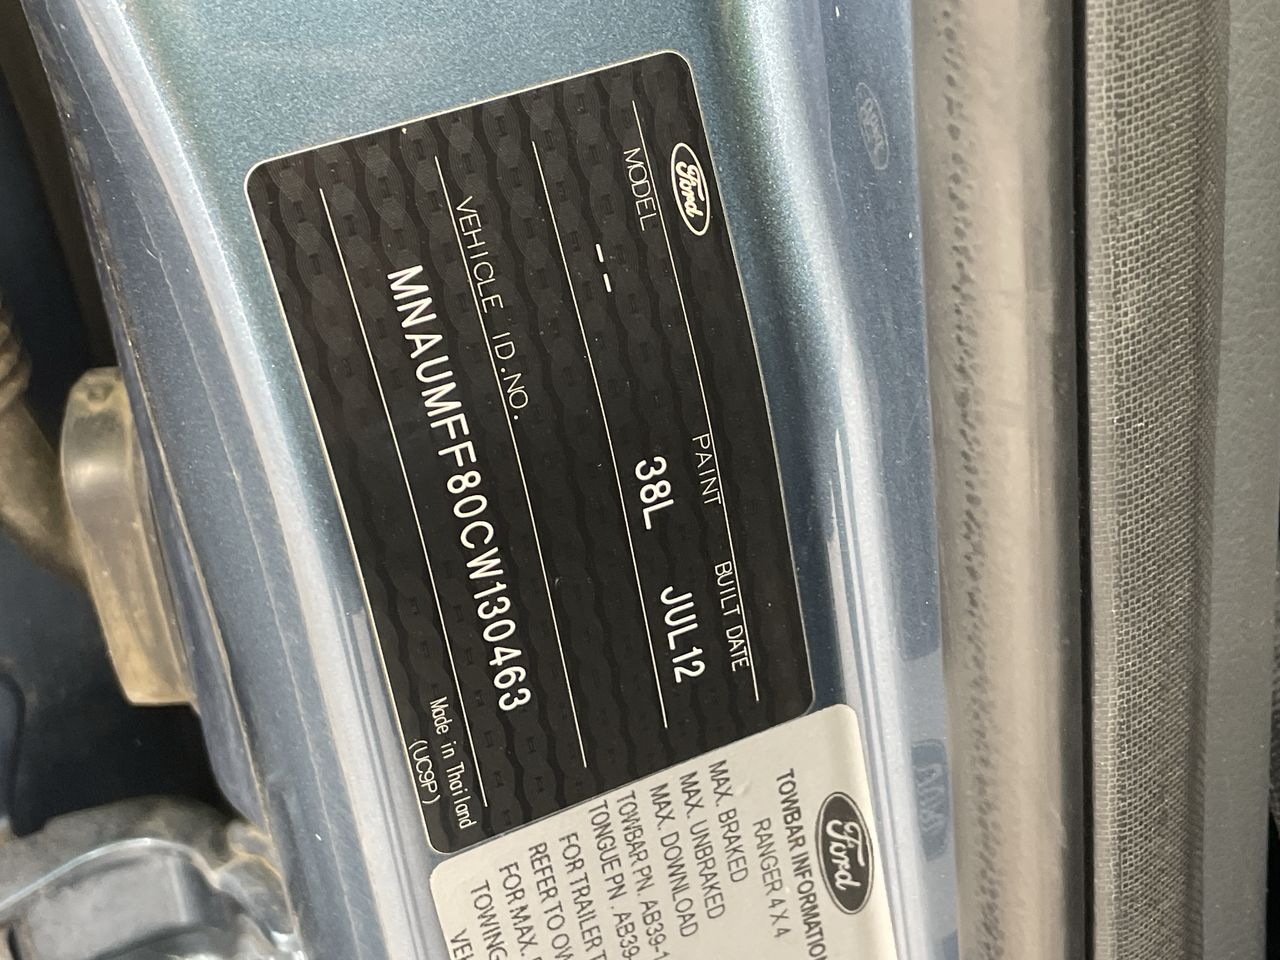 Ford
MODEL PAINT BUILT DATE
-- 38L JUL12
VEHICLE ID.NO.
MNAUMFF80CW130463
Made in Thailand
(UC9P)
Ford
TOWBAR INFORMATION
RANGER 4 X 4
MAX. BRAKED
MAX. UNBRAKED
MAX. DOWNLOAD
TOWBAR PN. AB39-1
TONGUE PN. AB39-
FOR TRAILER T
REFER TO OW
FOR MAX.
TOWING
VEH